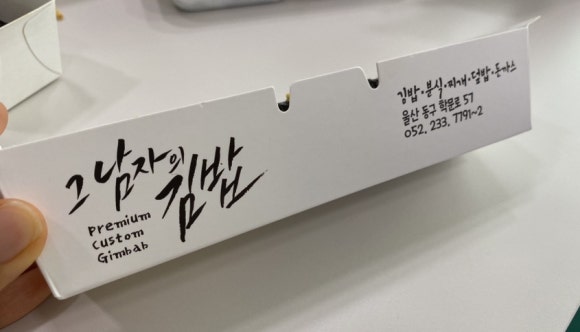 그 남자의
김밥
Premium
Custom
Gimbab
김밥·분식·찌개·덮밥·돈까스
울산 동구 학문로 57
052. 233. 7791~2